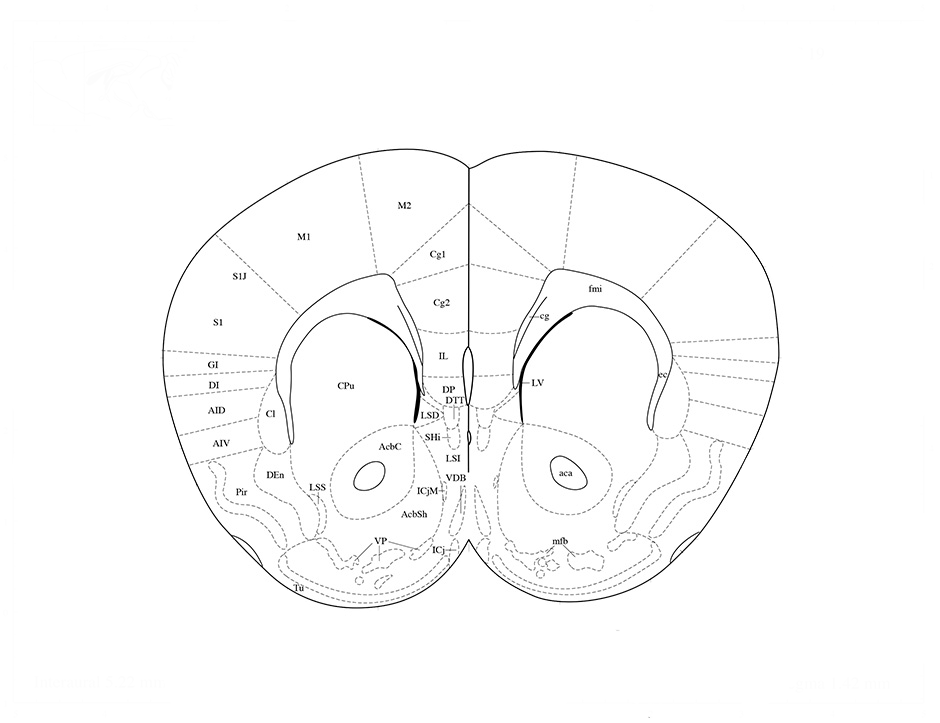 M2
M1
Cg1
S1J
fmi
Cg2
cg
S1
IL
GI
ec
DI
CPu
DP
LV
DTT
AID
Cl
LSD
SHi
AIV
AcbC
LSI
DEn
aca
VDB
LSS
Pir
ICjM
AcbSh
VP
mfb
ICj
Tu